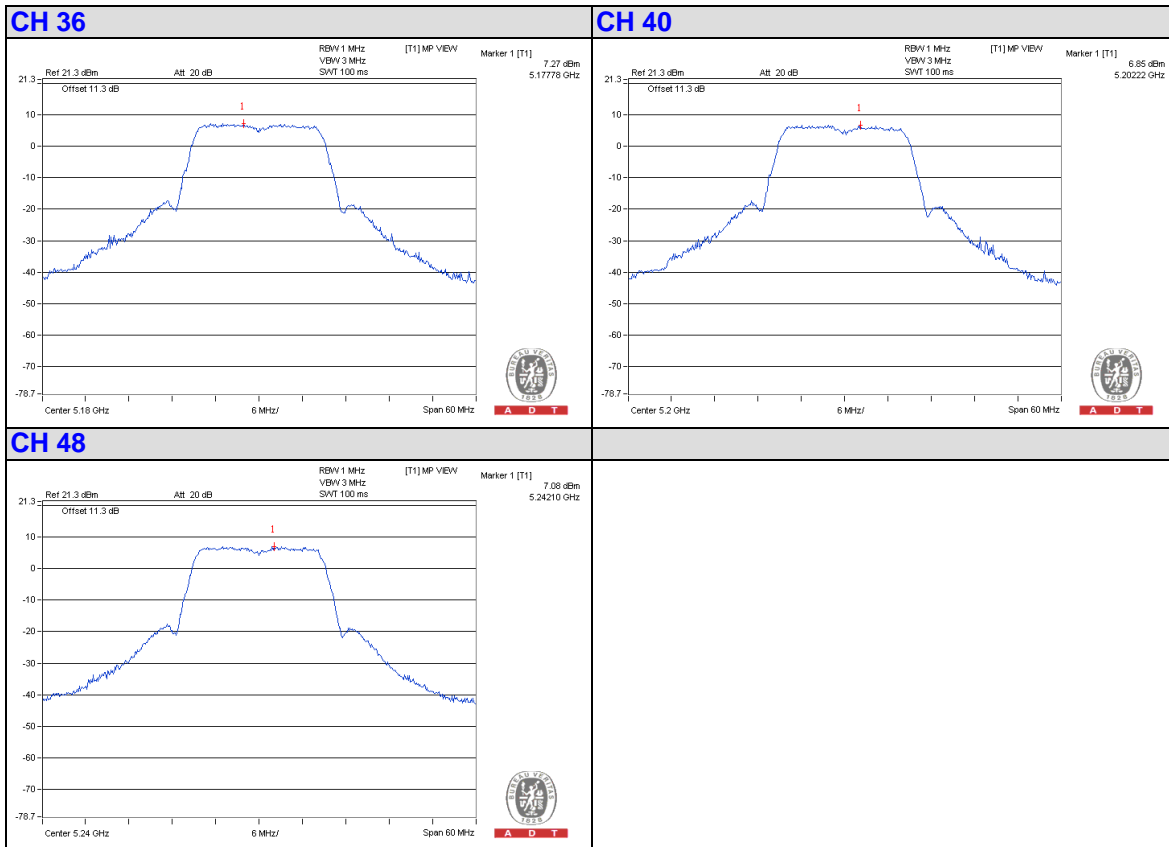 CH 36
RBW 1 MHz [T1] MP VIEW Marker 1 [T1]
VBW 3 MHz 7.27 dBm
Ref 21.3 dBm Att 20 dB SWT 100 ms 5.17778 GHz
21.3
Offset 11.3 dB
1
10
0
-10
-20
-30
-40
-50
-60
-70
-78.7
Center 5.18 GHz 6 MHz/ Span 60 MHz
BUREAU VERITAS
1828
A D T
CH 40
RBW 1 MHz [T1] MP VIEW Marker 1 [T1]
VBW 3 MHz 6.85 dBm
Ref 21.3 dBm Att 20 dB SWT 100 ms 5.20222 GHz
21.3
Offset 11.3 dB
1
10
0
-10
-20
-30
-40
-50
-60
-70
-78.7
Center 5.2 GHz 6 MHz/ Span 60 MHz
BUREAU VERITAS
1828
A D T
CH 48
RBW 1 MHz [T1] MP VIEW Marker 1 [T1]
VBW 3 MHz 7.08 dBm
Ref 21.3 dBm Att 20 dB SWT 100 ms 5.24210 GHz
21.3
Offset 11.3 dB
1
10
0
-10
-20
-30
-40
-50
-60
-70
-78.7
Center 5.24 GHz 6 MHz/ Span 60 MHz
BUREAU VERITAS
1828
A D T